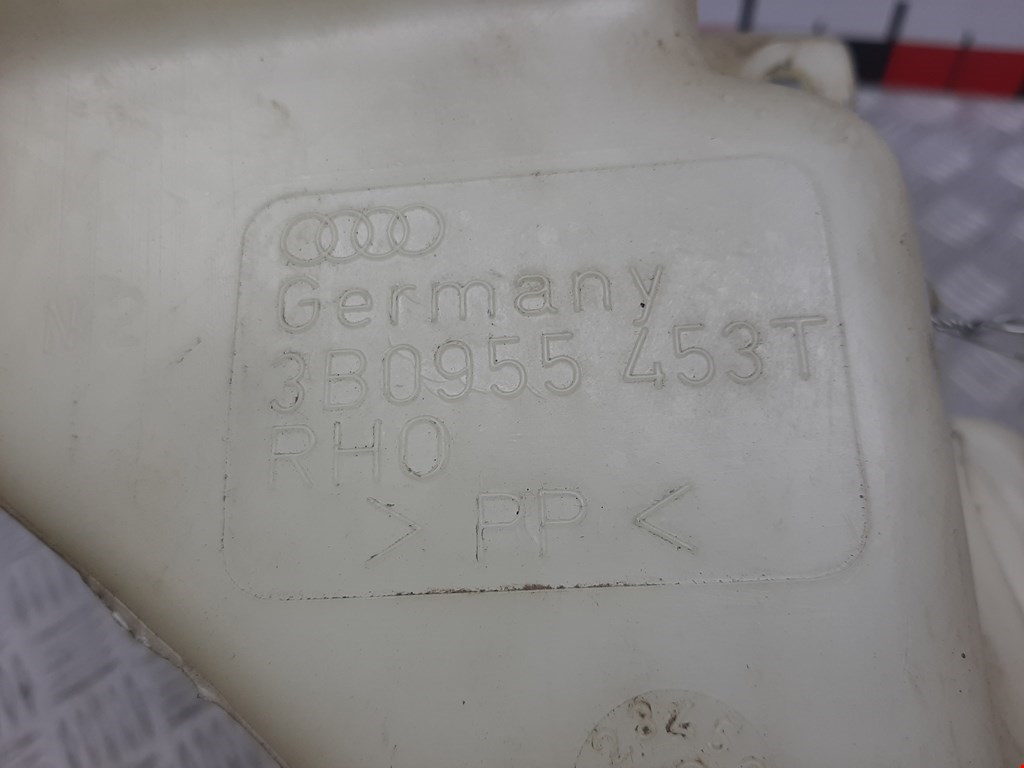 Germany
3B0955 453T
RHO
> PP <